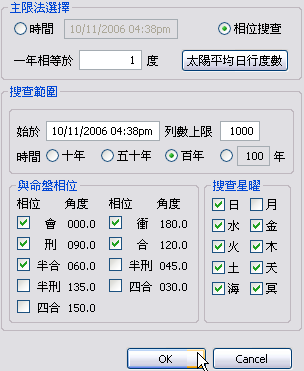 主限法選擇
時間 10/11/2006 04:38pm 相位搜查
一年相等於 1 度 太陽平均日行度數
搜查範圍
始於 10/11/2006 04:38pm 列數上限 1000
時間 十年 五十年 百年 100 年
與命盤相位
相位 角度 相位 角度
會 000.0 衝 180.0
刑 090.0 合 120.0
半合 060.0 半刑 045.0
半刑 135.0 四合 030.0
四合 150.0
搜查星曜
日 月
水 金
火 木
土 天
海 冥
OK Cancel